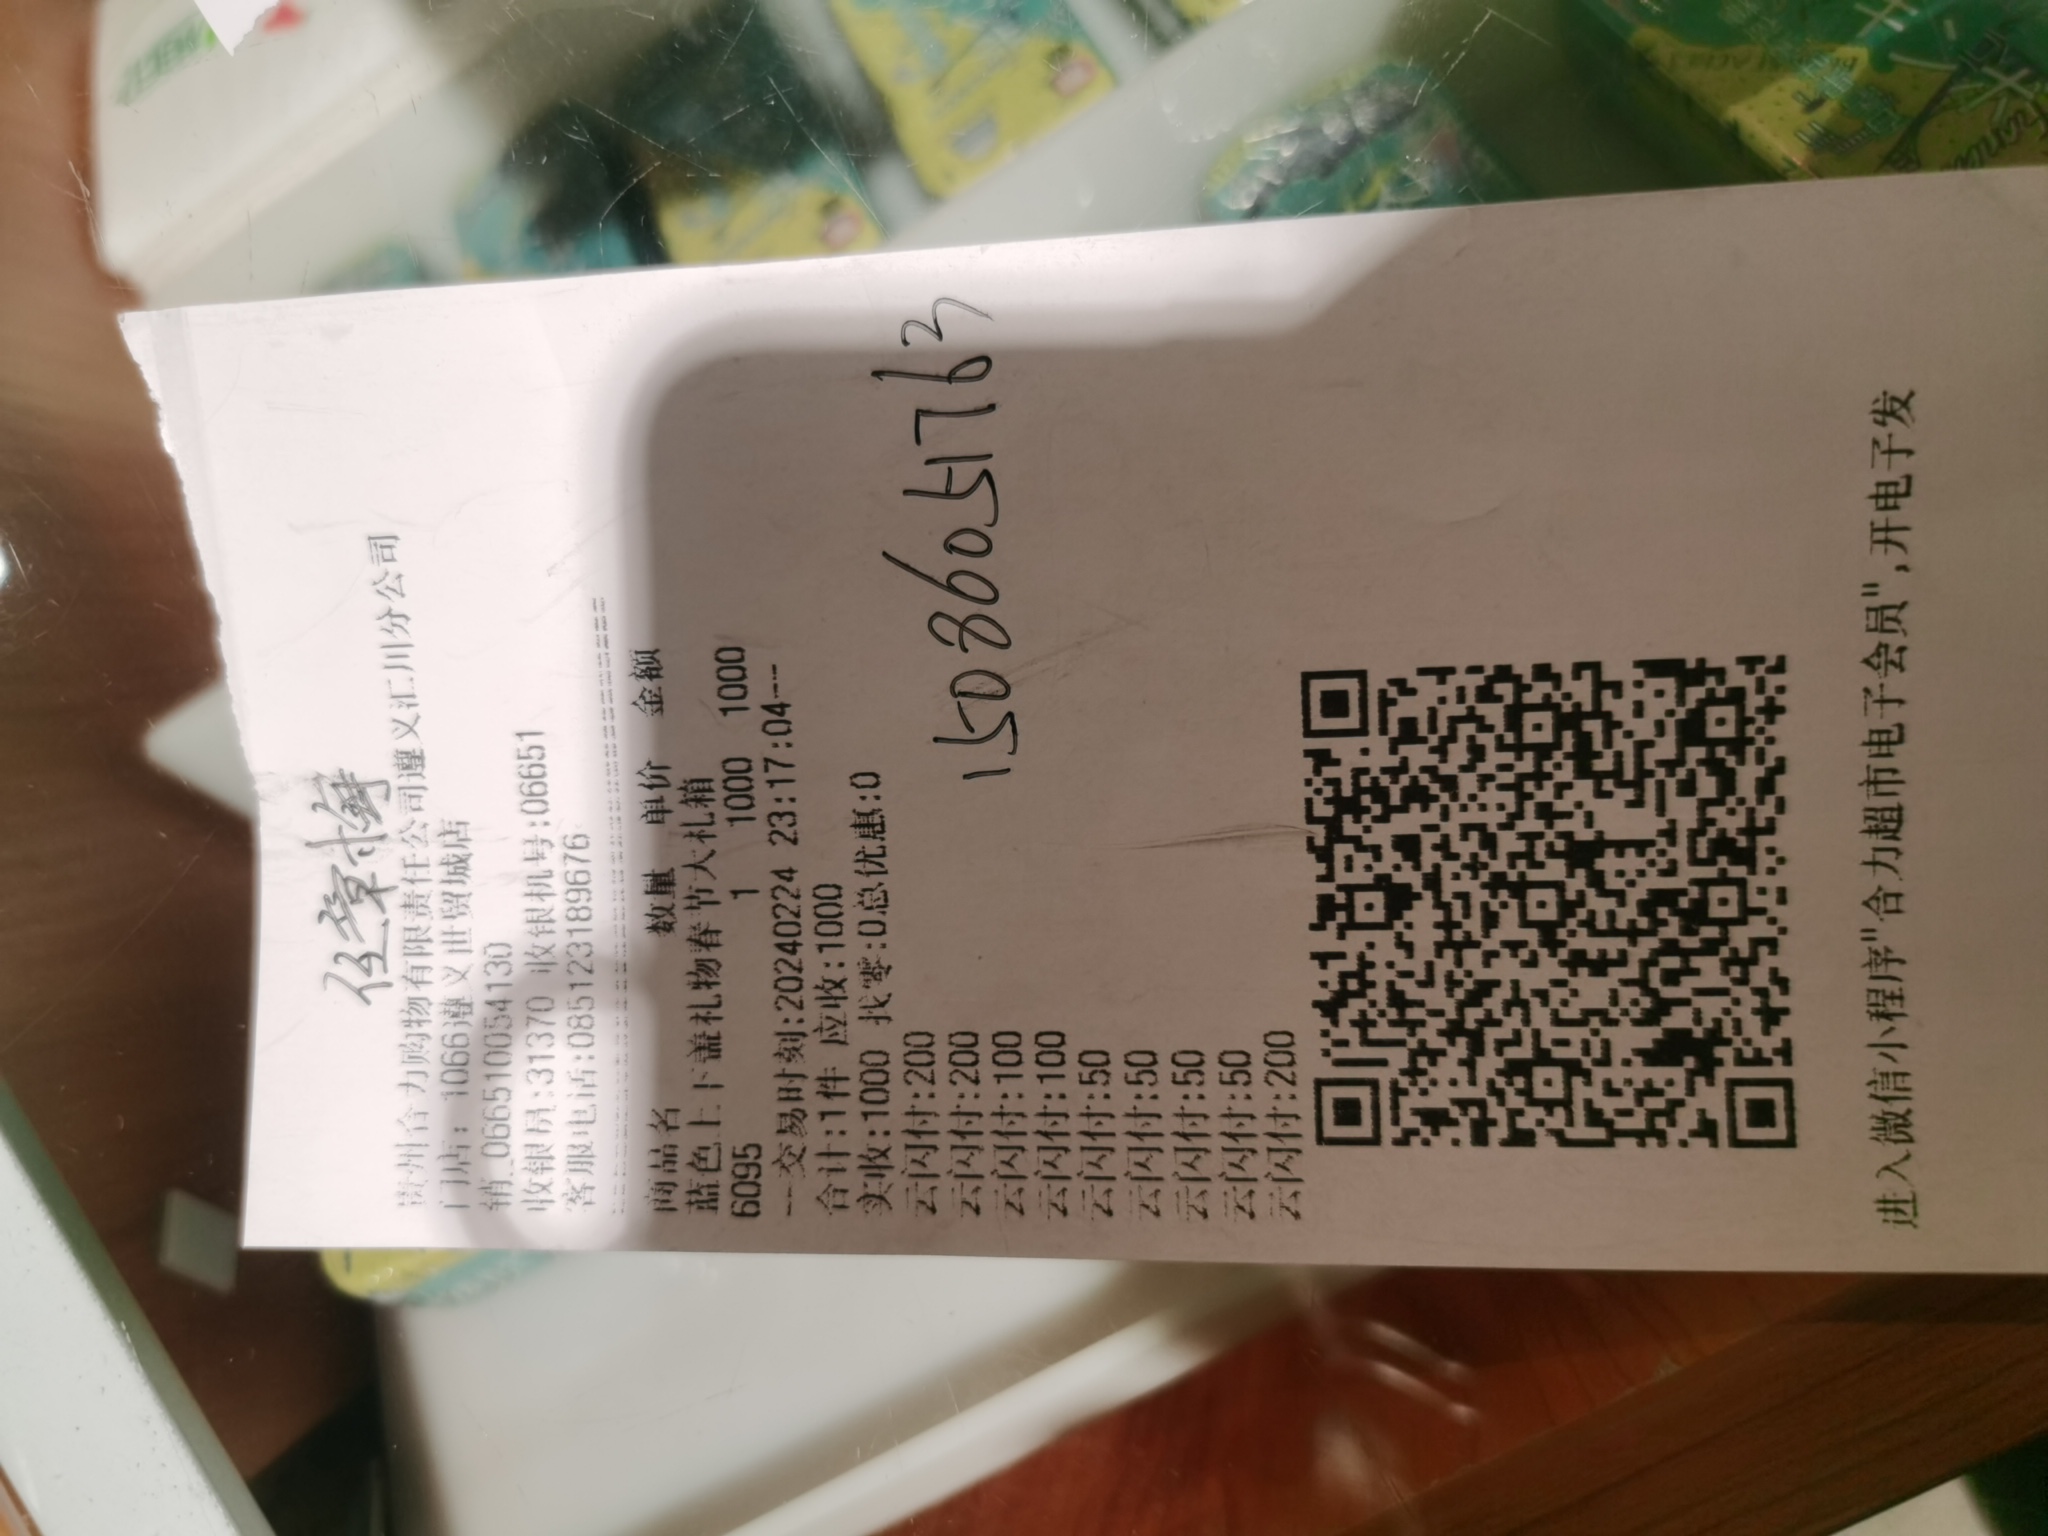 任章梅
贵州合力购物有限责任公司遵义汇川分公司
门店: 1066遵义世贸城店
销_066510054130
收银员:31370 收银机号:06651
客服电话:085123189676
商品名 数量 单价 金额
蓝色上下盖礼物春节大礼箱
6095 1 1000 1000
--交易时刻:20240224 23:17:04---
合计:1件 应收:1000
实收:1000 找零:0总优惠:0
云闪付:200
云闪付:200
云闪付:100
云闪付:100
云闪付:50
云闪付:50
云闪付:50
云闪付:50
云闪付:200
15086051763
进入微信小程序"合力超市电子会员",开电子发